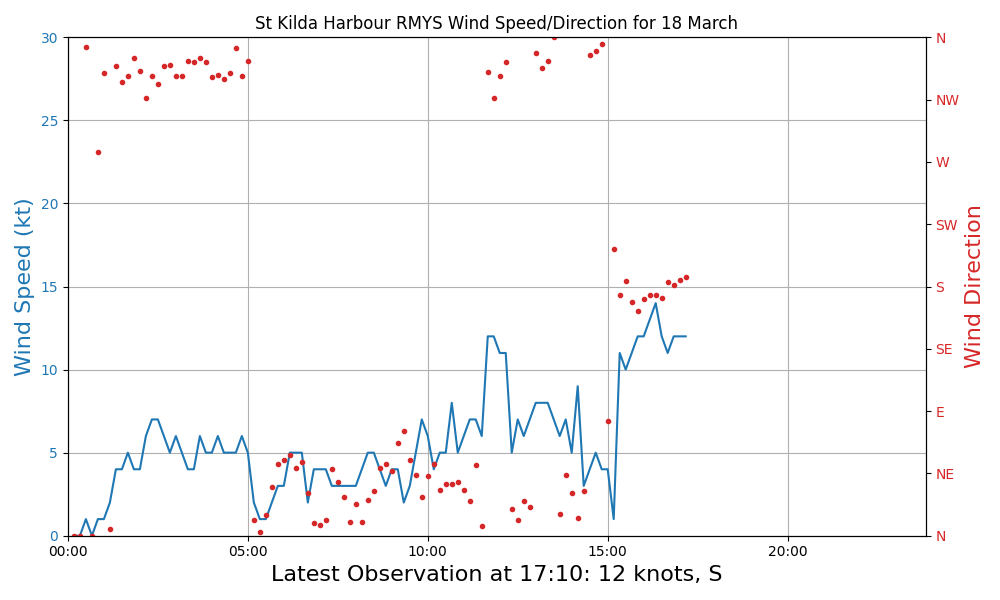 St Kilda Harbour RMYS Wind Speed/Direction for 18 March
30
25
20
15
10
5
0
Wind Speed (kt)
N
NW
W
SW
S
SE
E
NE
N
Wind Direction
00:00 05:00 10:00 15:00 20:00
Latest Observation at 17:10: 12 knots, S